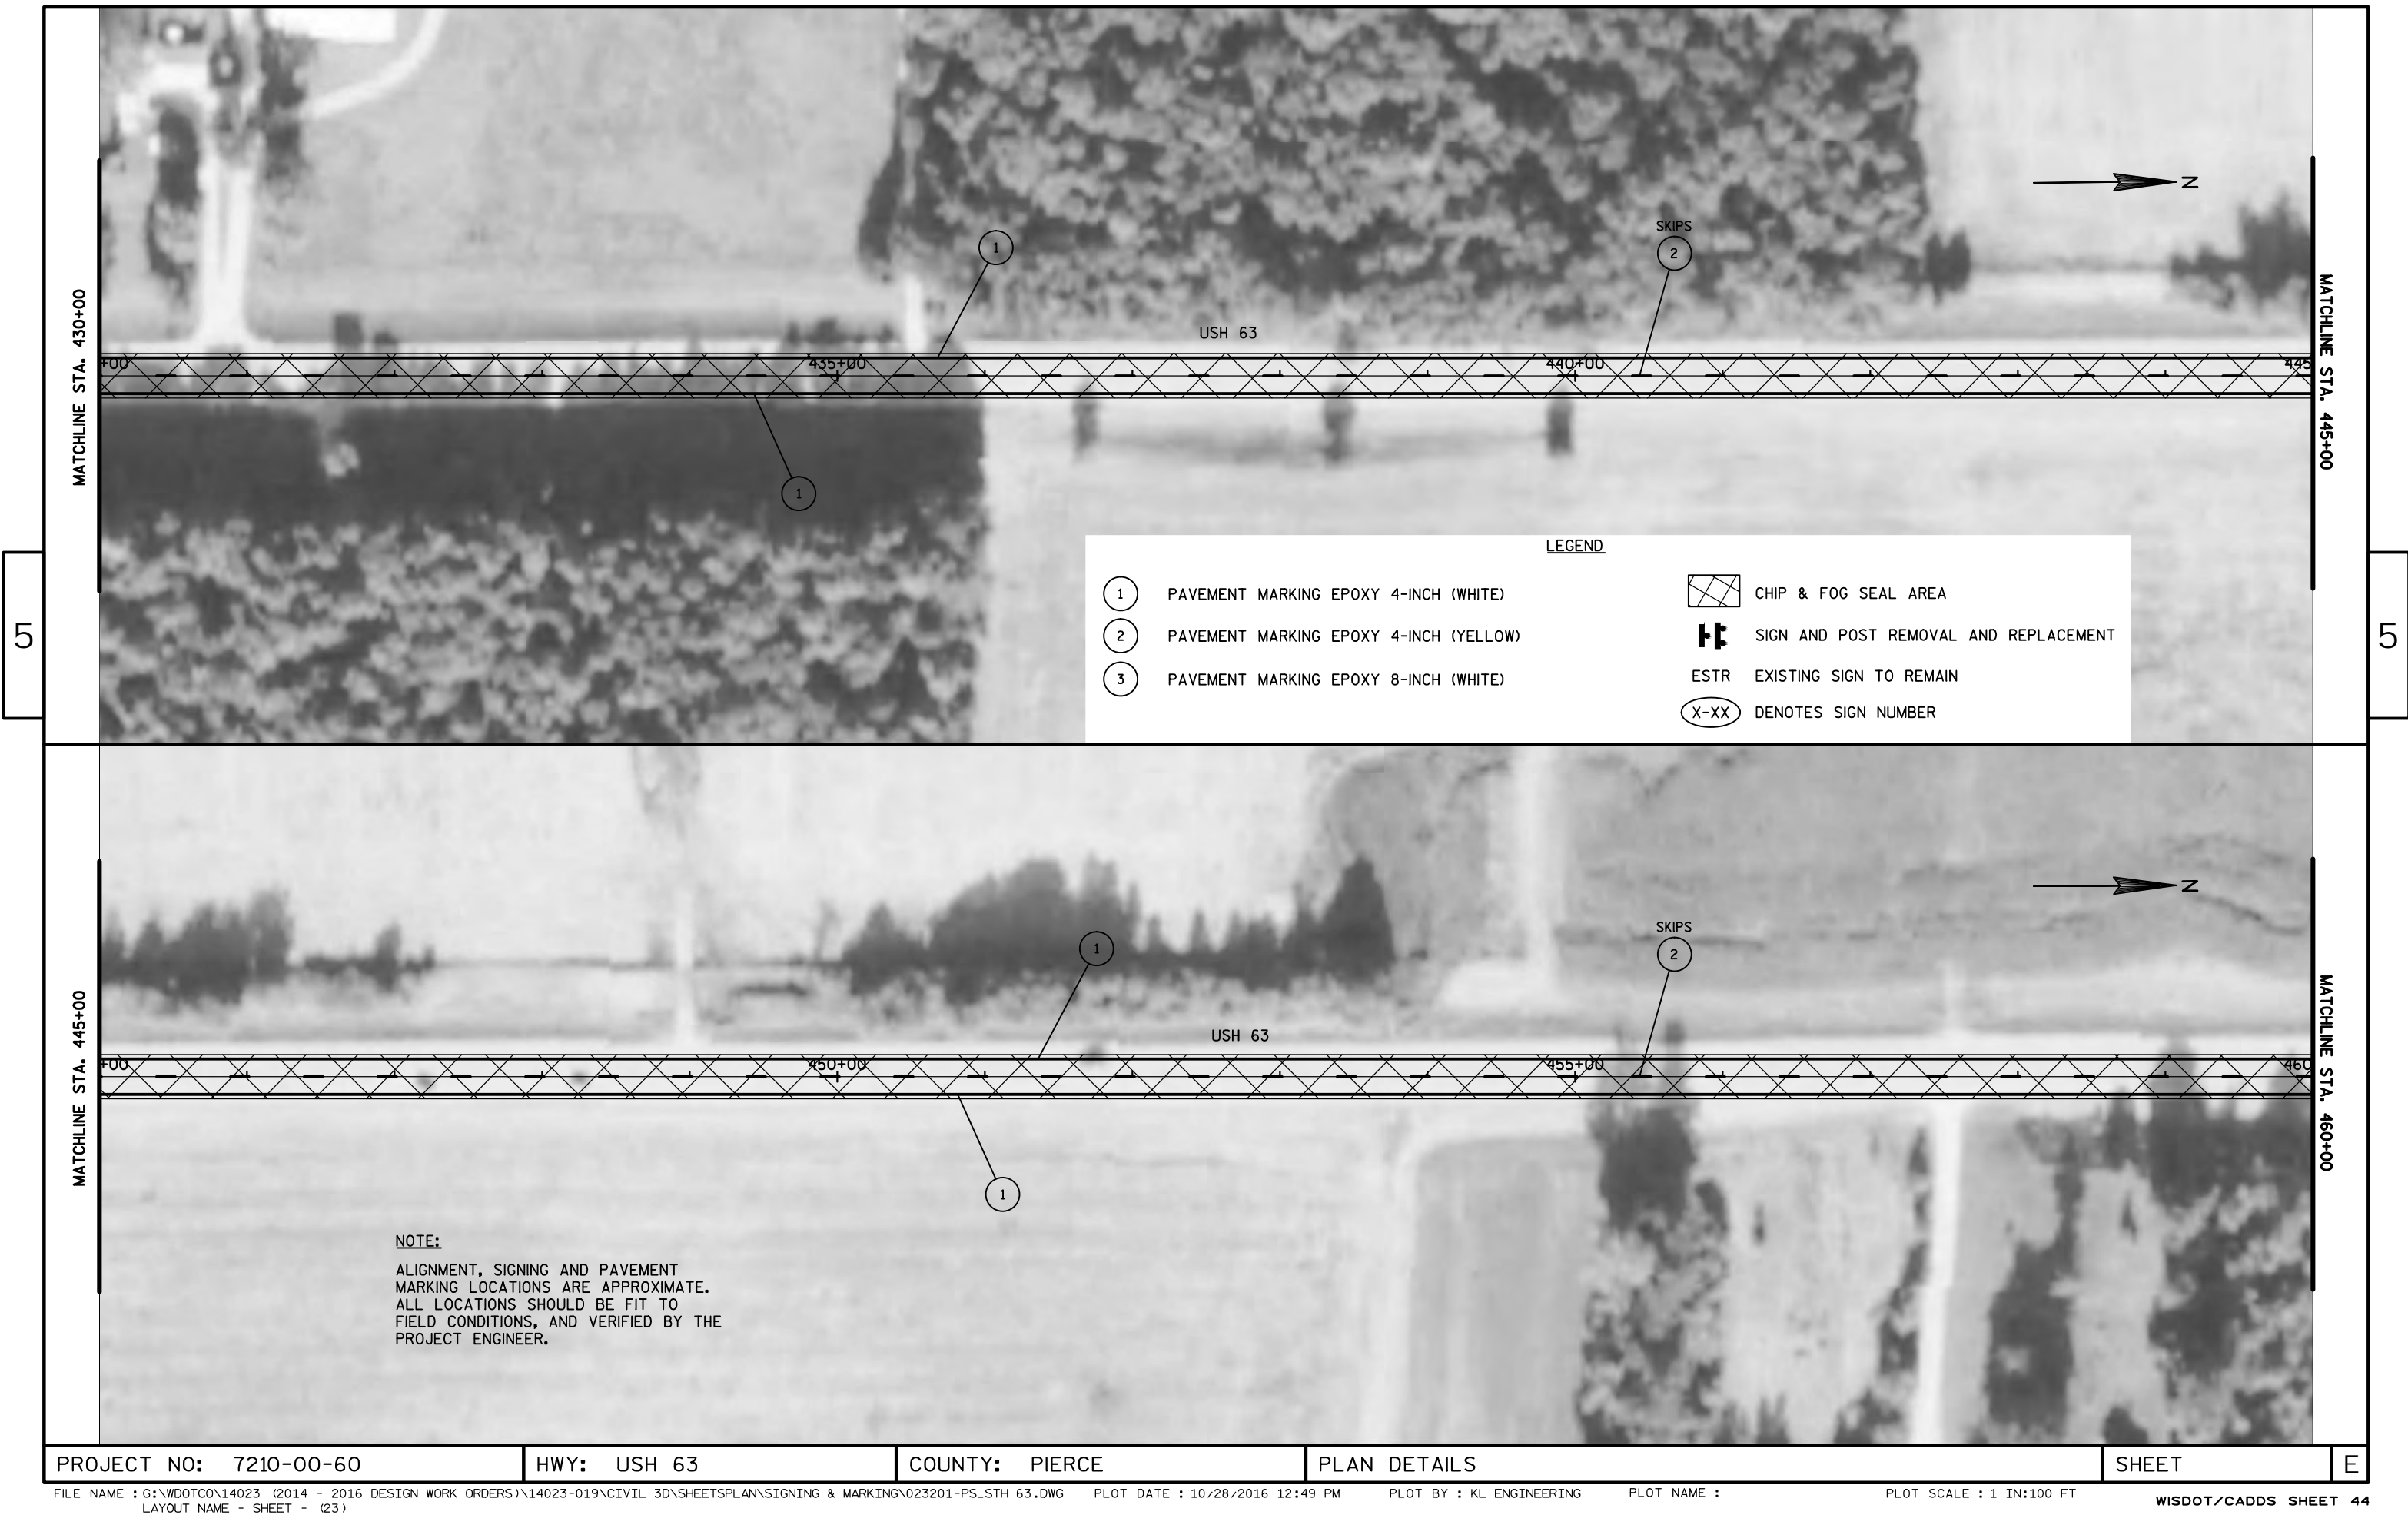 MATCHLINE STA. 430+00
1
SKIPS
2
N
USH 63
+00
435+00
440+00
445
MATCHLINE STA. 445+00
1
LEGEND
1 PAVEMENT MARKING EPOXY 4-INCH (WHITE)
2 PAVEMENT MARKING EPOXY 4-INCH (YELLOW)
3 PAVEMENT MARKING EPOXY 8-INCH (WHITE)
CHIP & FOG SEAL AREA
SIGN AND POST REMOVAL AND REPLACEMENT
ESTR EXISTING SIGN TO REMAIN
X-XX DENOTES SIGN NUMBER
5
5
MATCHLINE STA. 445+00
1
SKIPS
2
N
USH 63
+00
450+00
455+00
460
MATCHLINE STA. 460+00
1
NOTE:
ALIGNMENT, SIGNING AND PAVEMENT
MARKING LOCATIONS ARE APPROXIMATE.
ALL LOCATIONS SHOULD BE FIT TO
FIELD CONDITIONS, AND VERIFIED BY THE
PROJECT ENGINEER.
PROJECT NO: 7210-00-60 HWY: USH 63 COUNTY: PIERCE PLAN DETAILS SHEET E
FILE NAME : G:\WDOTCO\14023 (2014 - 2016 DESIGN WORK ORDERS)\14023-019\CIVIL 3D\SHEETSPLAN\SIGNING & MARKING\023201-PS_STH 63.DWG PLOT DATE : 10/28/2016 12:49 PM PLOT BY : KL ENGINEERING PLOT NAME : PLOT SCALE : 1 IN:100 FT
LAYOUT NAME - SHEET - (23)
WISDOT/CADDS SHEET 44